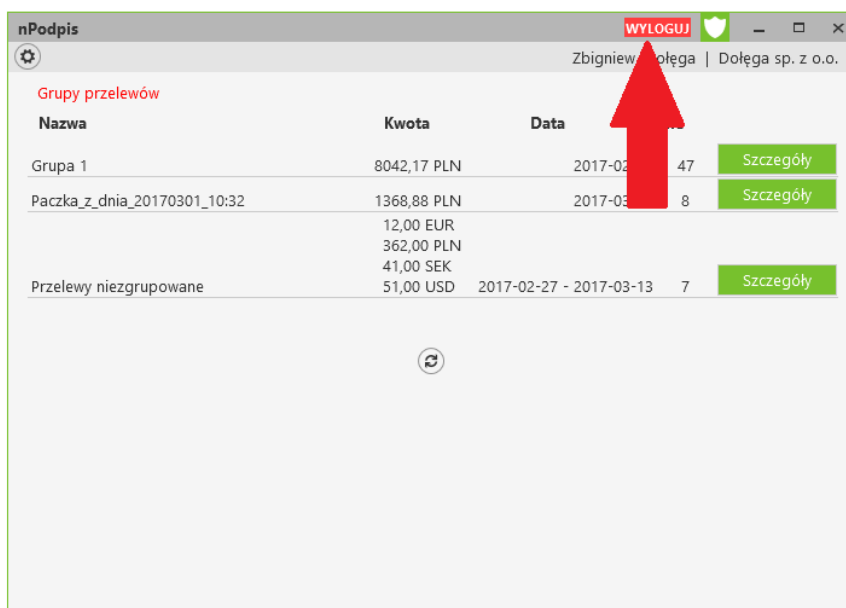 nPodpis WYLOGUJ
Zbigniew | Dołęga sp. z o.o.
Grupy przelewów
Nazwa Kwota Data
Grupa 1 8042,17 PLN 47 Szczegóły
Paczka_z_dnia_20170301_10:32 1368,88 PLN 8 Szczegóły
12,00 EUR
362,00 PLN
41,00 SEK
Przelewy niezgrupowane 51,00 USD 2017-02-27 - 2017-03-13 7 Szczegóły